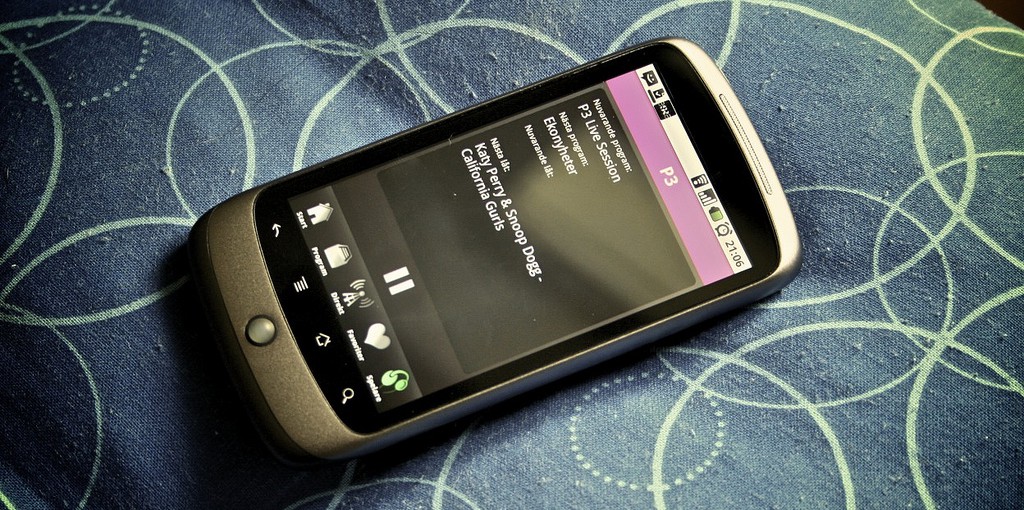 21:06
P3
Nuvarande program:
P3 Live Session
Nästa program:
Ekonyheter
Nuvarande låt:
Nästa låt:
Katy Perry & Snoop Dogg -
California Gurls
Start
Program
Direkt
Favoriter
Spelare